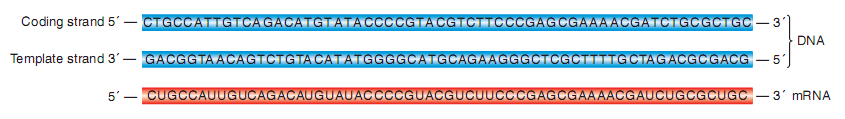 Coding strand 5´ — CTGCCATTGTCAGACATGTATACCCCGTACGTCTTCCCGAGCGAAAACGATCTGCGCTGC — 3´
DNA
Template strand 3´ — GACGGTAACAGTCTGTACATATGGGGCATGCAGAAGGGCTCGCTTTTGCTAGACGCGACG — 5´
5´ — CUGCCAUUGUCAGACAUGUAUACCCCGUACGUCUUCCCGAGCGAAAACGAUCUGCGCUGC — 3´ mRNA